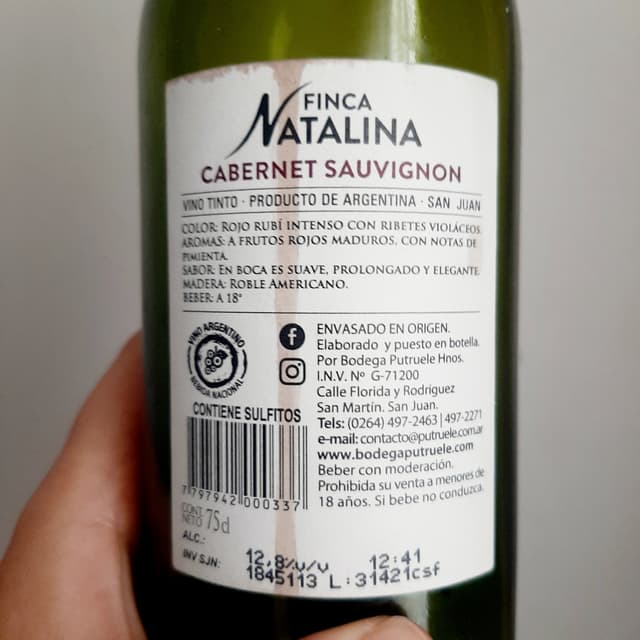 FINCA
NATALINA
CABERNET SAUVIGNON
VINO TINTO · PRODUCTO DE ARGENTINA · SAN JUAN
COLOR: ROJO RUBÍ INTENSO CON RIBETES VIOLÁCEOS.
AROMAS: A FRUTOS ROJOS MADUROS, CON NOTAS DE
PIMIENTA.
SABOR: EN BOCA ES SUAVE, PROLONGADO Y ELEGANTE.
MADERA: ROBLE AMERICANO.
BEBER: A 18°
VINO ARGENTINO
BEBIDA NACIONAL
CONTIENE SULFITOS
7 797942 000337
CONT.
NETO 75cl
ALC.:
INV SJN:
ENVASADO EN ORIGEN.
Elaborado y puesto en botella.
Por Bodega Putruele Hnos.
I.N.V. Nº G-71200
Calle Florida y Rodríguez
San Martín. San Juan.
Tels: (0264) 497-2463 | 497-2271
e-mail: contacto@putruele.com.ar
www.bodegaputruele.com
Beber con moderación.
Prohibida su venta a menores de
18 años. Si bebe no conduzca.
12,8%v/v 12:41
1845113 L:31421csf